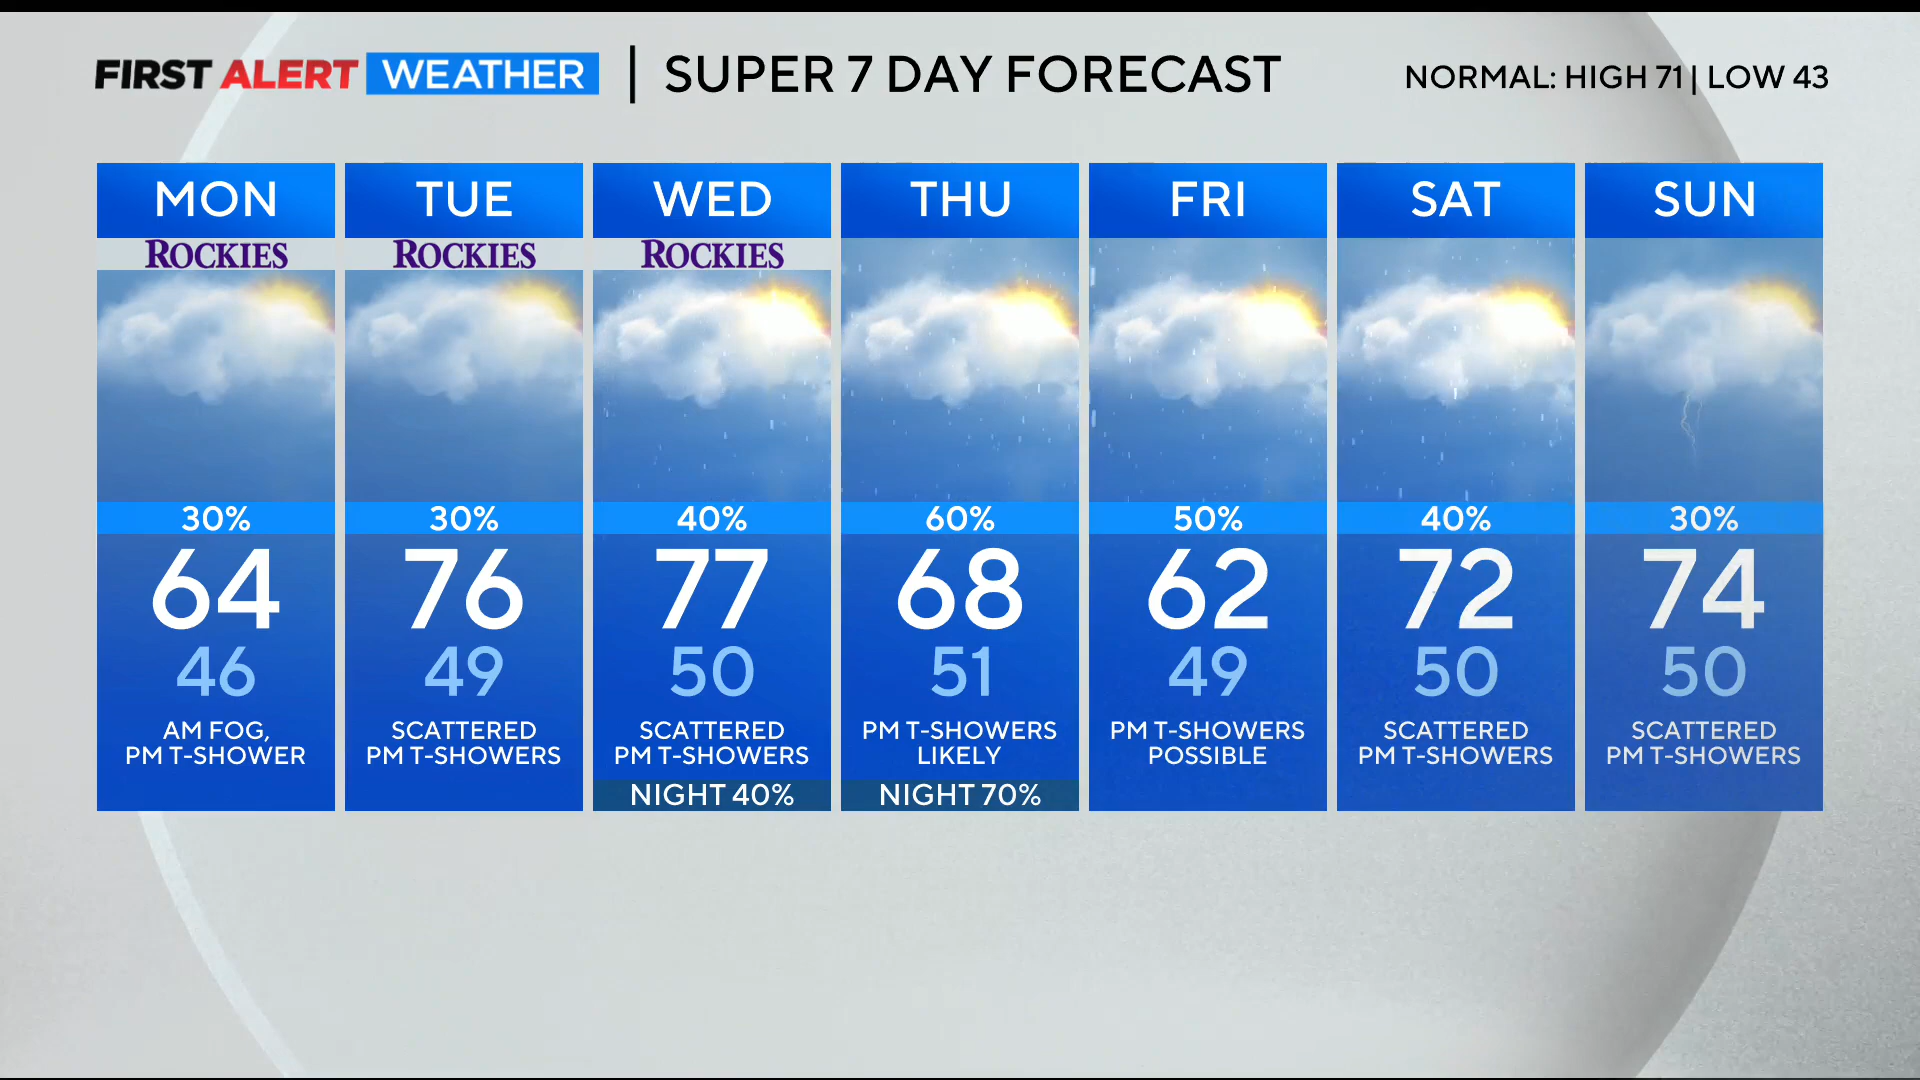 FIRST ALERT WEATHER | SUPER 7 DAY FORECAST
NORMAL: HIGH 71 | LOW 43
MON
ROCKIES
30%
64
46
AM FOG,
PM T-SHOWER
TUE
ROCKIES
30%
76
49
SCATTERED
PM T-SHOWERS
WED
ROCKIES
40%
77
50
SCATTERED
PM T-SHOWERS
NIGHT 40%
THU
60%
68
51
PM T-SHOWERS
LIKELY
NIGHT 70%
FRI
50%
62
49
PM T-SHOWERS
POSSIBLE
SAT
40%
72
50
SCATTERED
PM T-SHOWERS
SUN
30%
74
50
SCATTERED
PM T-SHOWERS